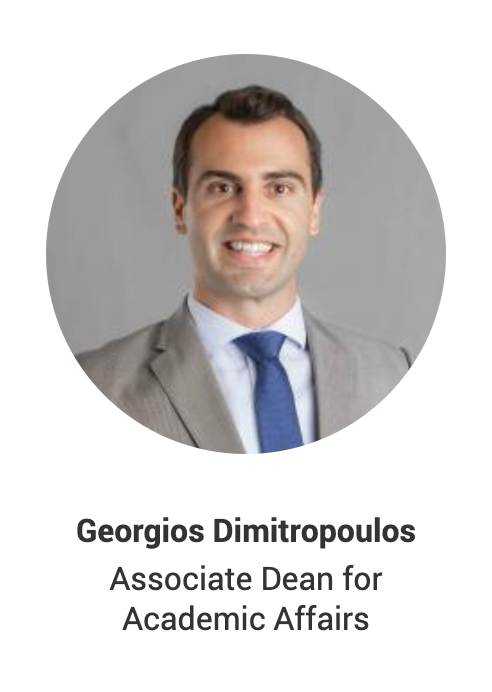 Georgios Dimitropoulos
Associate Dean for
Academic Affairs